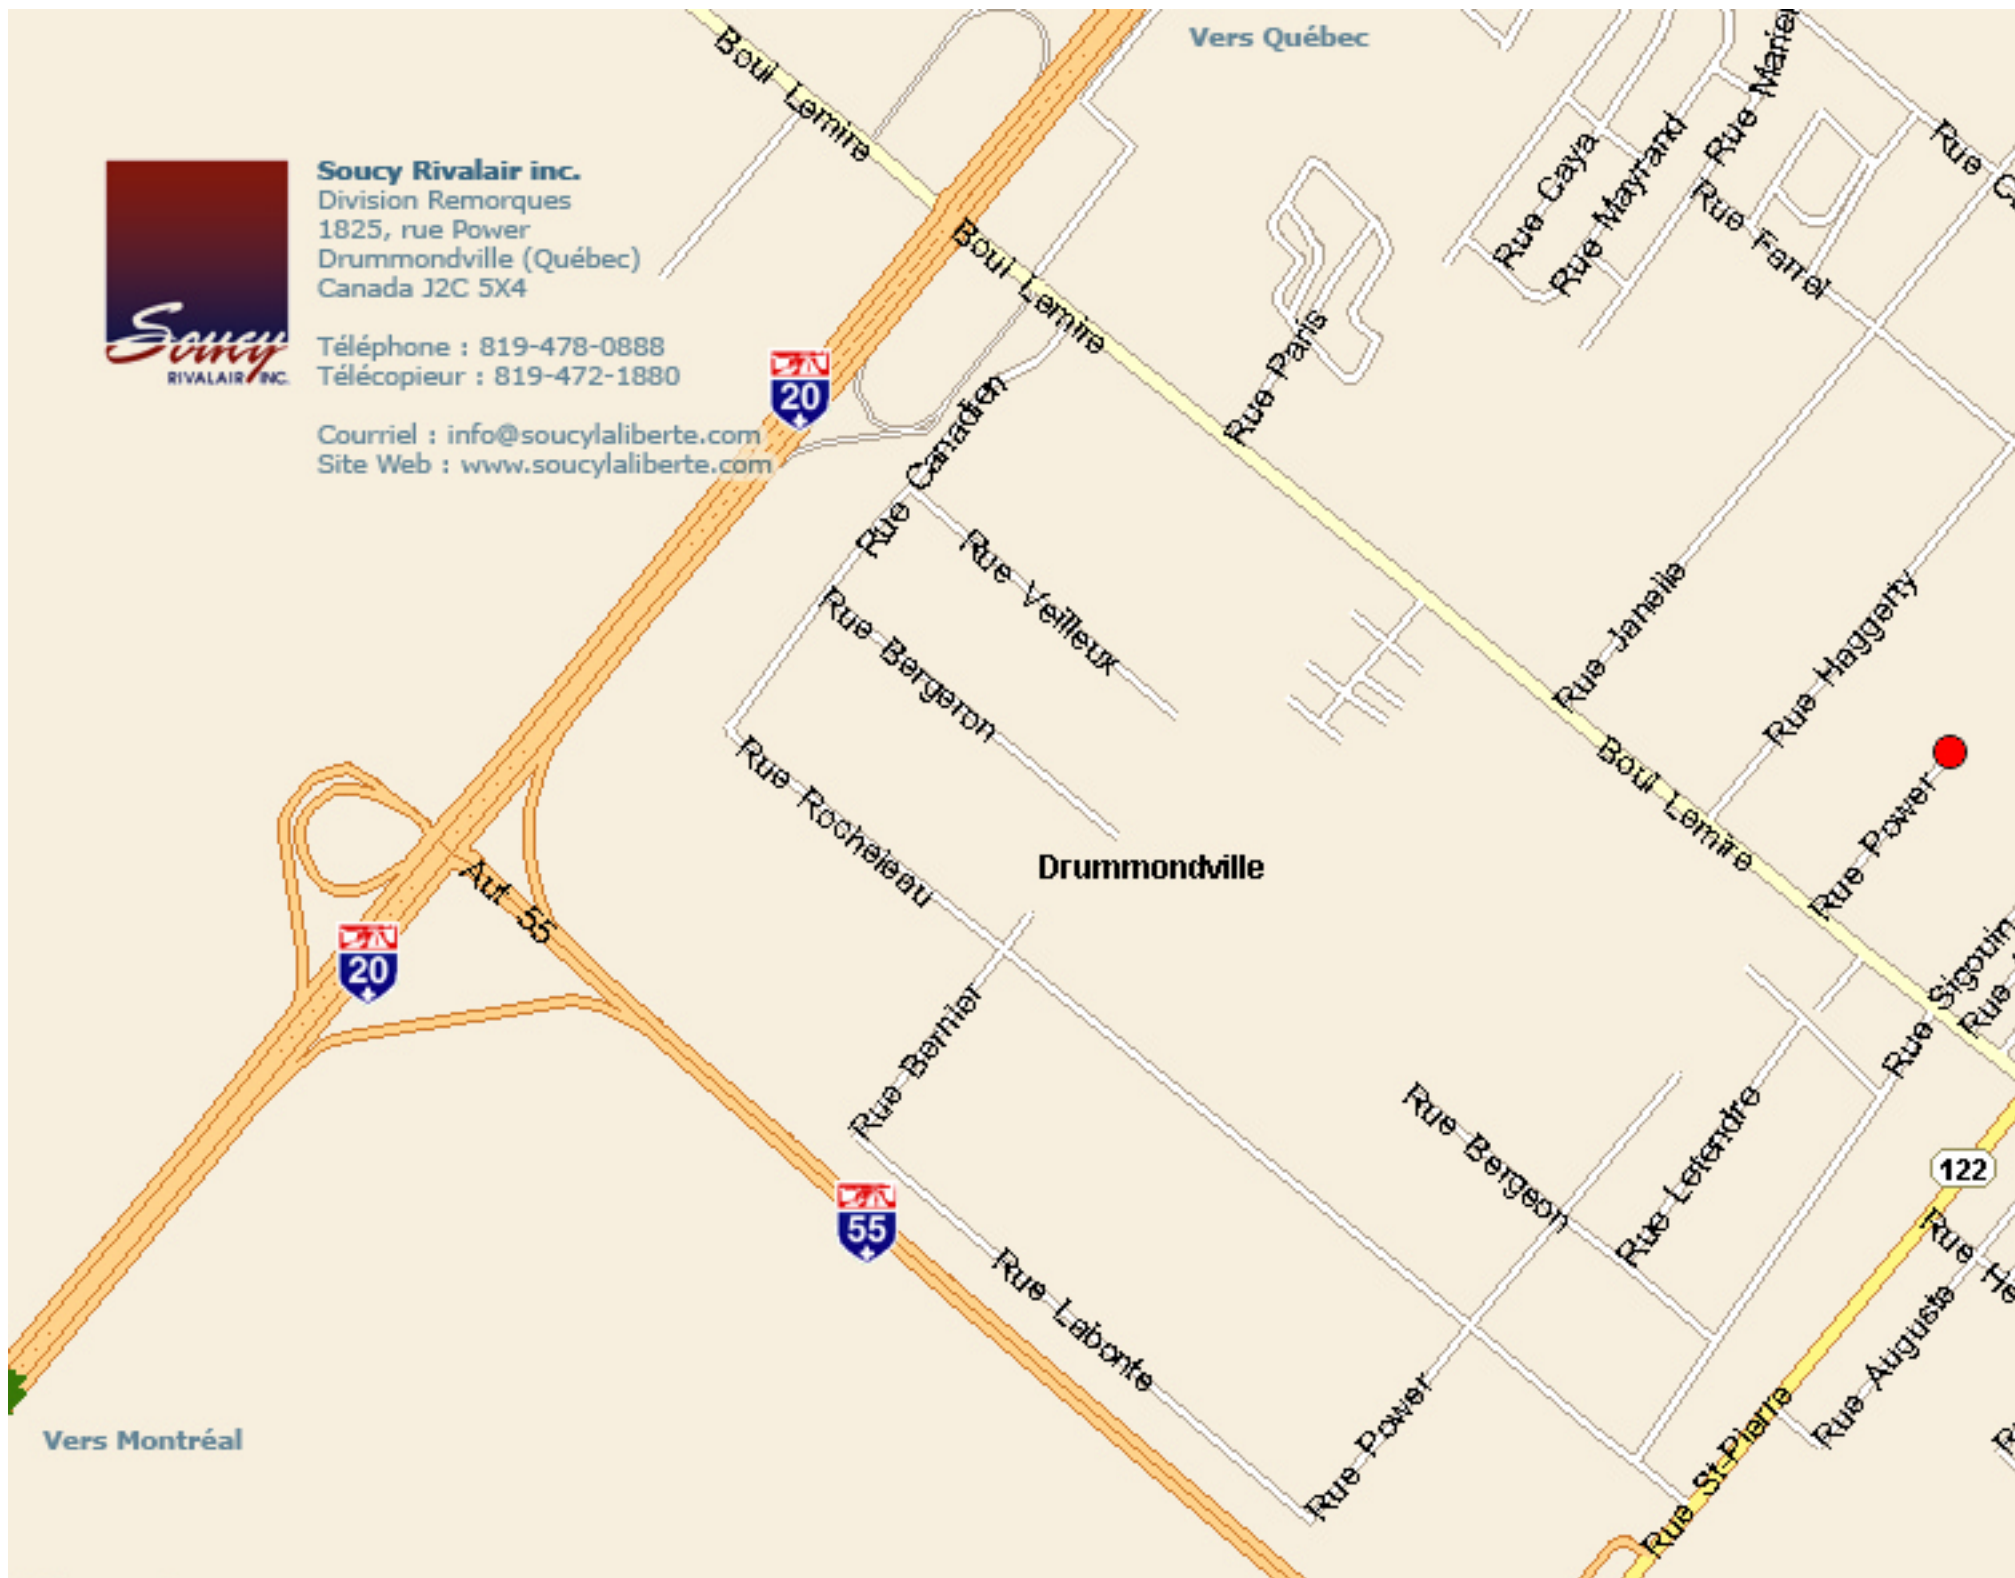 Vers Québec
Boul Lemire
Soucy Rivalair inc.
Division Remorques
1825, rue Power
Drummondville (Québec)
Canada J2C 5X4
Téléphone : 819-478-0888
Télécopieur : 819-472-1880
Courriel : info@soucylaliberte.com
Site Web : www.soucylaliberte.com
Soucy
RIVALAIR INC.
Rue Caya
Rue Mayrand
Rue Farrel
Rue
Boul Lemire
Rue Paris
20
Rue Canadien
Rue Veilleux
Rue Bergeron
Rue Janelle
Rue Haggerty
Boul Lemire
Rue Power
Rue Rocheleau
Drummondville
Aut 55
20
Rue Sigouin
Rue
Rue Bernier
Rue Bergeon
Rue Letendre
122
55
Rue Labonte
Rue Power
Rue Auguste
Rue St-Pierre
Vers Montréal